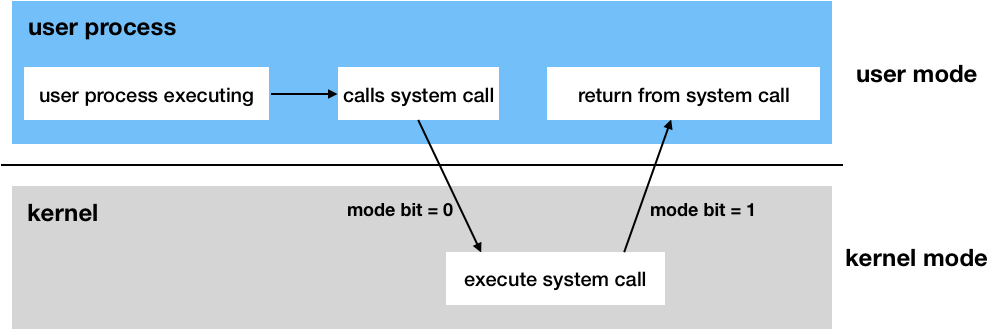 user process
user process executing
calls system call
return from system call
user mode
kernel
mode bit = 0
mode bit = 1
kernel mode
execute system call